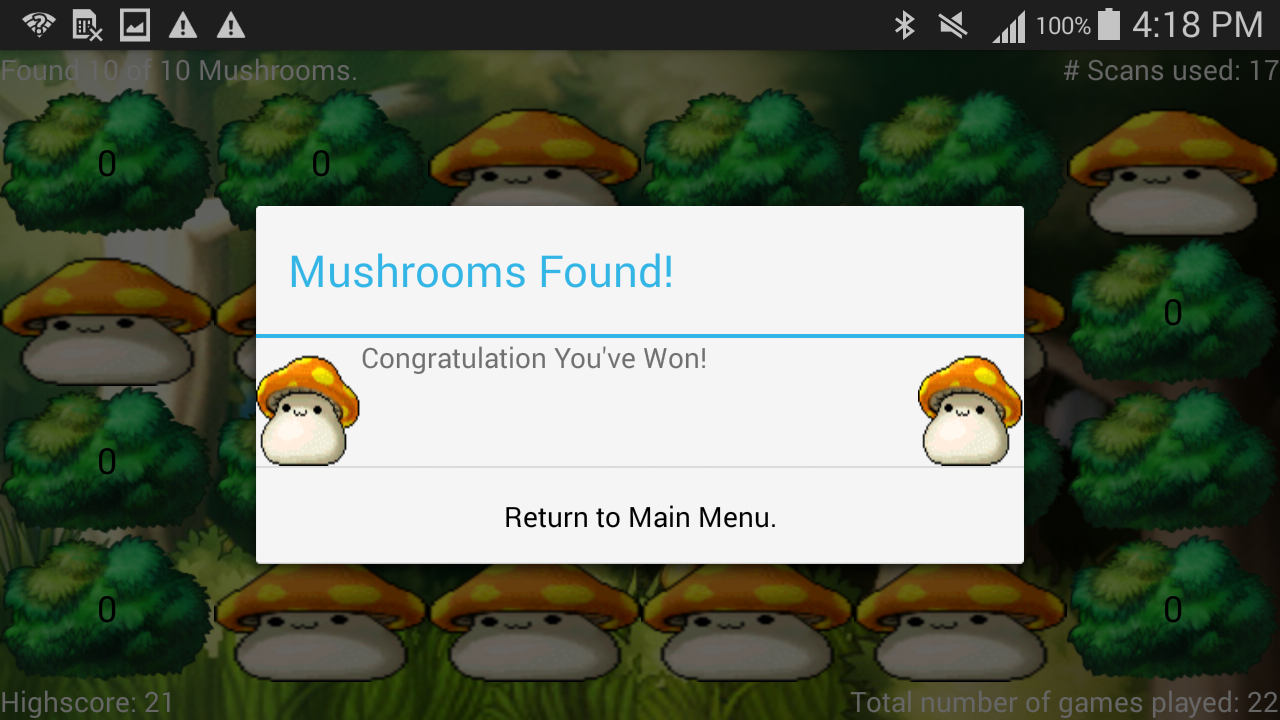 100% 4:18 PM
Found 10 of 10 Mushrooms.
# Scans used: 17
0 0
Mushrooms Found!
0
Congratulation You've Won!
0
Return to Main Menu.
0 0
Highscore: 21
Total number of games played: 22